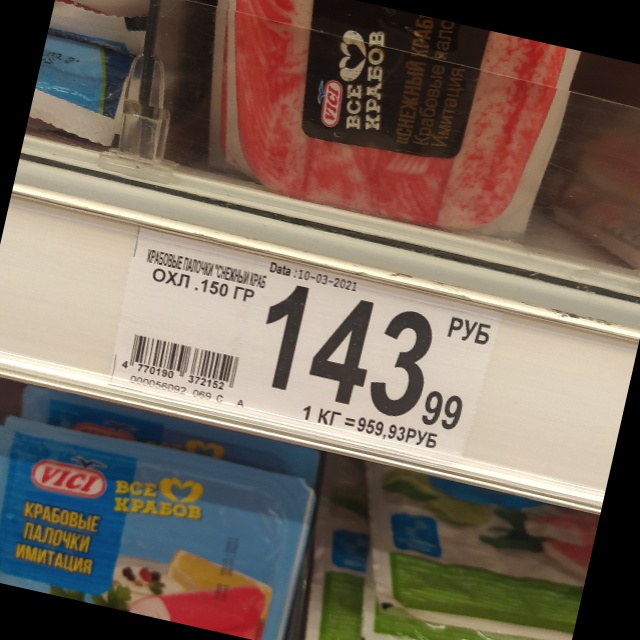 VICI
ВСЕ
КРАБОВ
СНЕЖНЫЙ КРАБ
Крабовые пало
Имитация
КРАБОВЫЕ ПАЛОЧКИ "СНЕЖНЫЙ КРАБ
Data :10-03-2021
ОХЛ .150 ГР
143
99
РУБ
4 770190 372152
1 КГ =959,93РУБ
VICI
ВСЕ
КРАБОВ
КРАБОВЫЕ
ПАЛОЧКИ
ИМИТАЦИЯ